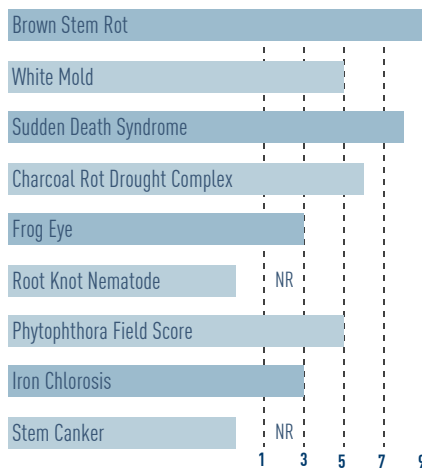 Brown Stem Rot
White Mold
Sudden Death Syndrome
Charcoal Rot Drought Complex
Frog Eye
Root Knot Nematode NR
Phytophthora Field Score
Iron Chlorosis
Stem Canker NR
1 3 5 7 9